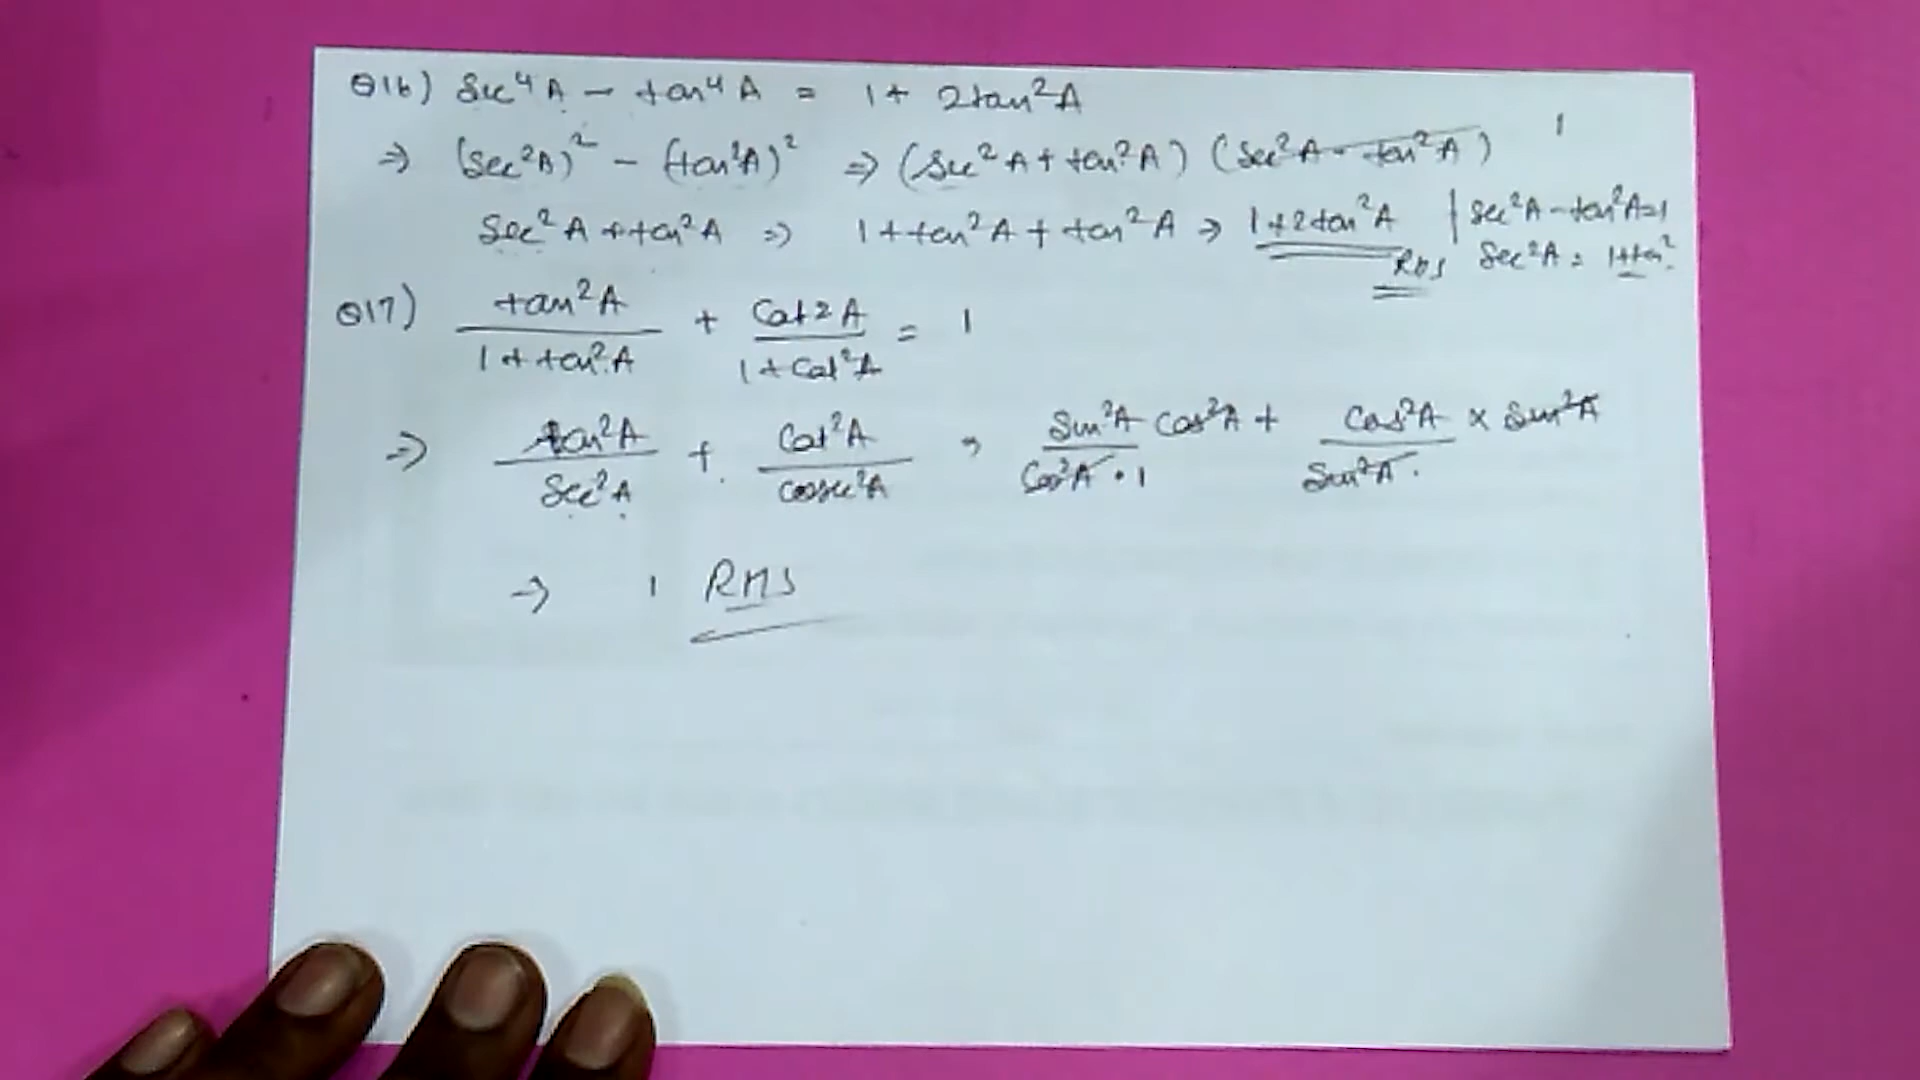 Q16) Sec⁴A - tan⁴A = 1 + 2tan²A
⇒ (Sec²A)² - (tan²A)² ⇒ (Sec²A + tan²A) (Sec²A - tan²A) 1
Sec²A + tan²A ⇒ 1 + tan²A + tan²A ⇒ 1 + 2tan²A | Sec²A - tan²A = 1
RHS Sec²A = 1 + tan²
Q17) tan²A / 1 + tan²A + Cot2A / 1 + Cot²A = 1
⇒ tan²A / Sec²A + Cot²A / Cosec²A , Sin²A Cos²A / Cos²A . 1 + Cos²A / Sin²A . × Sin²A
⇒ 1 RHS